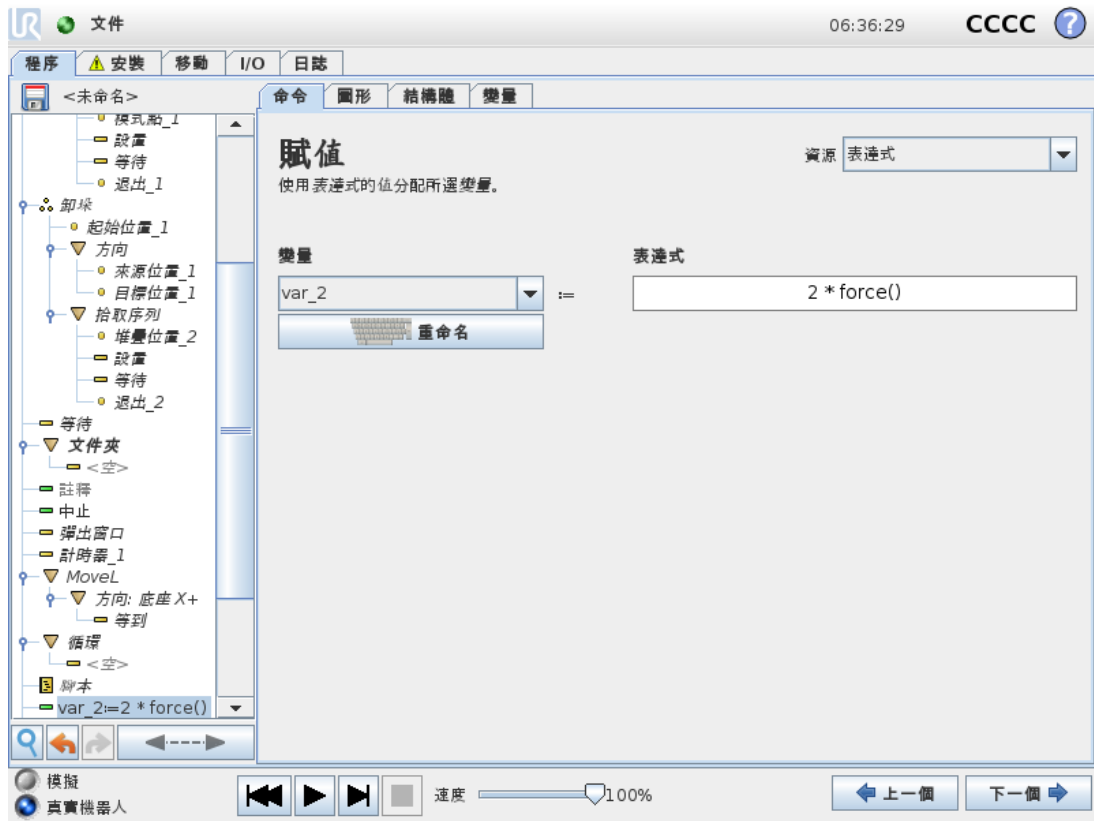 UR 文件 06:36:29 CCCC ?
程序 安裝 移動 I/O 日誌
<未命名>
命令 圖形 結構體 變量
模式點_1
設置
等待
退出_1
卸垛
起始位置_1
方向
來源位置_1
目標位置_1
拾取序列
堆疊位置_2
設置
等待
退出_2
等待
文件夾
<空>
註釋
中止
彈出窗口
計時器_1
MoveL
方向: 底座 X+
等到
循環
<空>
腳本
var_2:=2 * force()
賦值
資源 表達式
使用表達式的值分配所選變量。
變量 表達式
var_2 := 2 * force()
重命名
模擬
真實機器人
速度 100%
上一個 下一個